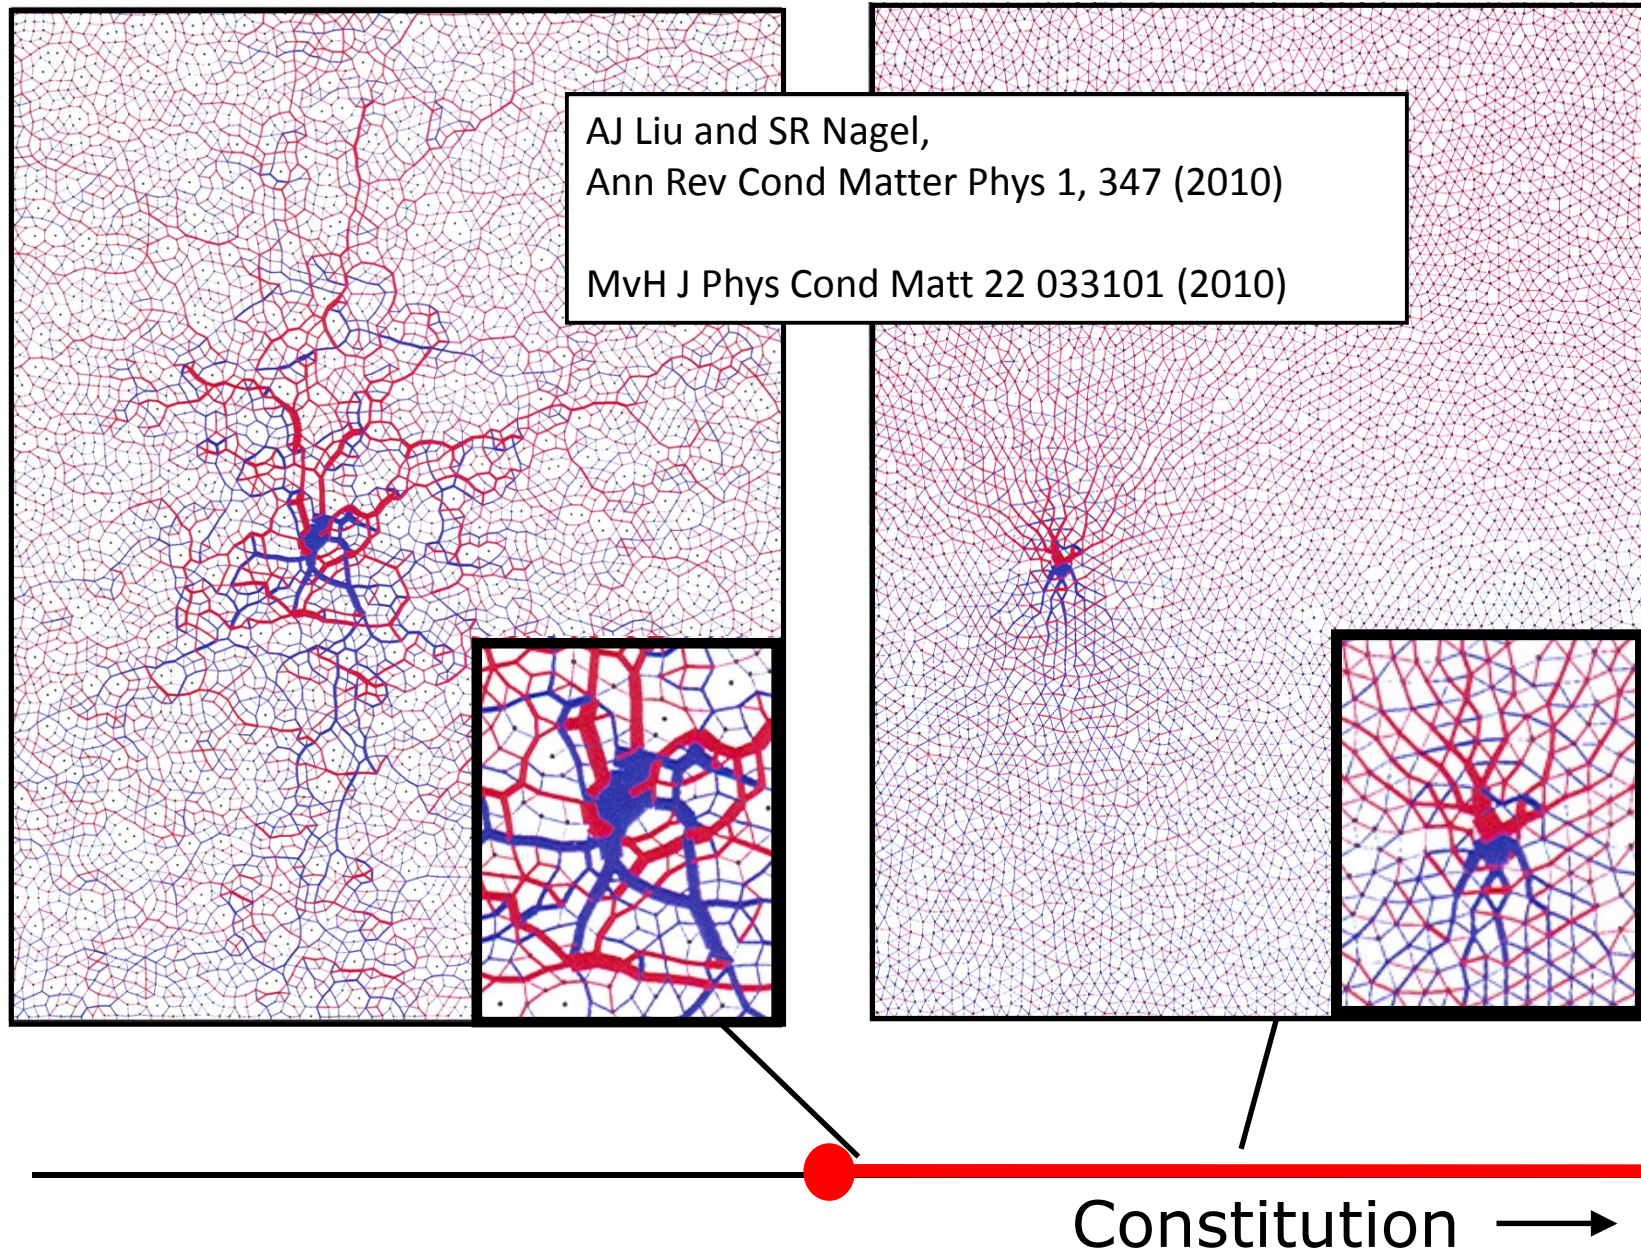 AJ Liu and SR Nagel,
Ann Rev Cond Matter Phys 1, 347 (2010)
MvH J Phys Cond Matt 22 033101 (2010)
Constitution